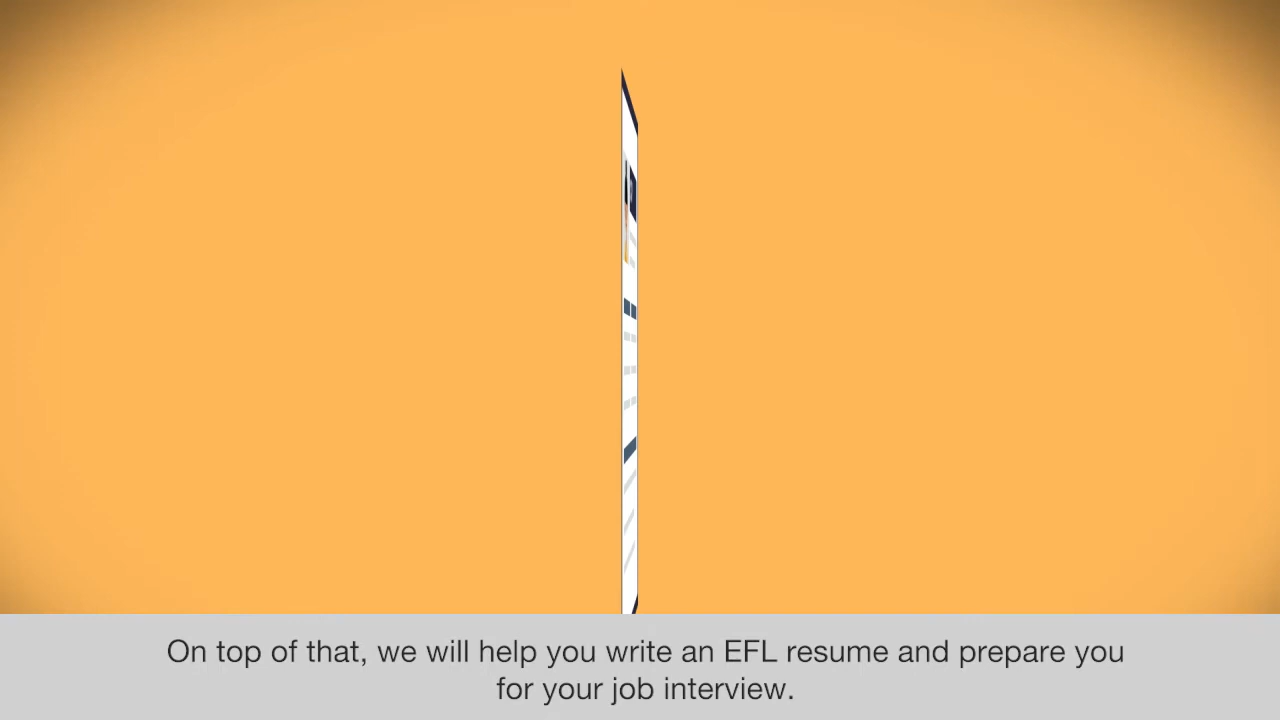 On top of that, we will help you write an EFL resume and prepare you
for your job interview.